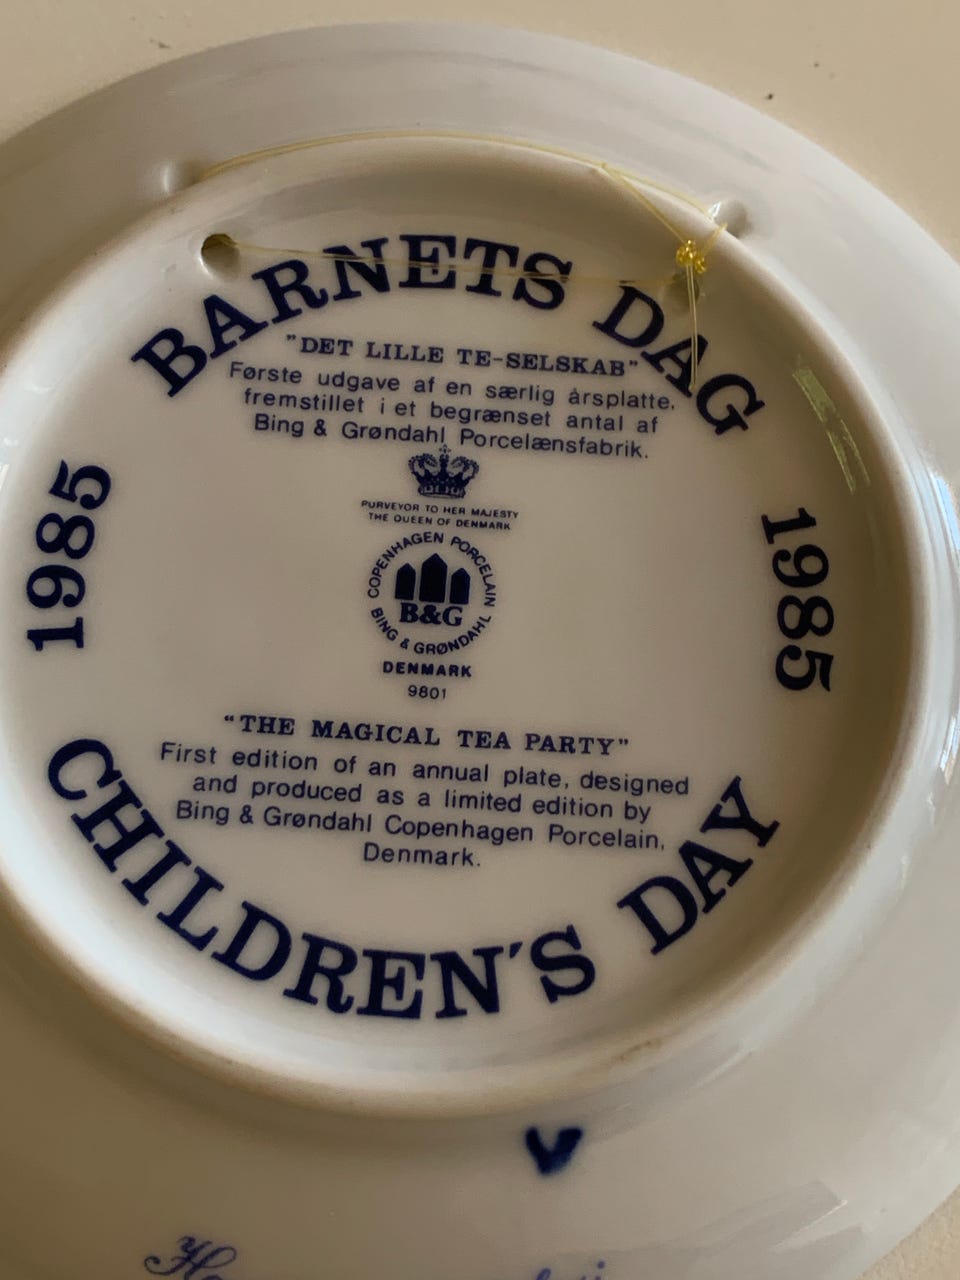 BARNETS DAG
"DET LILLE TE-SELSKAB"
Første udgave af en særlig årsplatte,
fremstillet i et begrænset antal af
Bing & Grøndahl Porcelænsfabrik.
1985
1985
PURVEYOR TO HER MAJESTY
THE QUEEN OF DENMARK
COPENHAGEN PORCELAIN
B&G
BING & GRØNDAHL
DENMARK
9801
"THE MAGICAL TEA PARTY"
First edition of an annual plate, designed
and produced as a limited edition by
Bing & Grøndahl Copenhagen Porcelain,
Denmark.
CHILDREN'S DAY